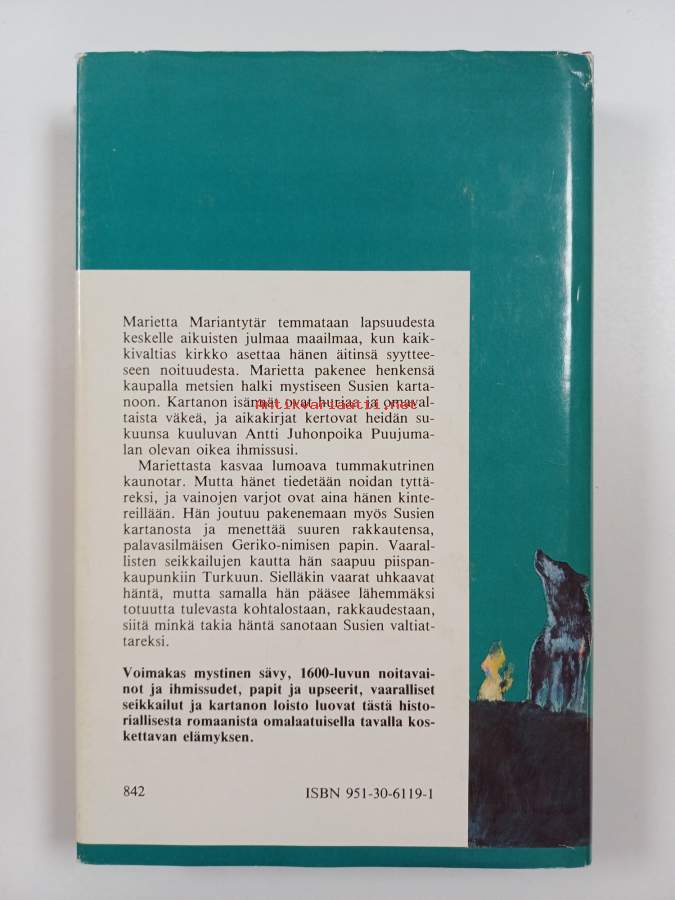 Marietta Mariantytär temmataan lapsuudesta
keskelle aikuisten julmaa maailmaa, kun kaik-
kivaltias kirkko asettaa hänen äitinsä syyttee-
seen noituudesta. Marietta pakenee henkensä
kaupalla metsien halki mystiseen Susien karta-
noon. Kartanon isännät ovat hurjaa ja omaval-
Antikvariaatti.net
taista väkeä, ja aikakirjat kertovat heidän su-
kuunsa kuuluvan Antti Juhonpoika Puujuma-
lan olevan oikea ihmissusi.
Mariettasta kasvaa lumoava tummakutrinen
kaunotar. Mutta hänet tiedetään noidan tyttä-
reksi, ja vainojen varjot ovat aina hänen kinte-
reillään. Hän joutuu pakenemaan myös Susien
kartanosta ja menettää suuren rakkautensa,
palavasilmäisen Geriko-nimisen papin. Vaaral-
listen seikkailujen kautta hän saapuu piispan-
kaupunkiin Turkuun. Sielläkin vaarat uhkaavat
häntä, mutta samalla hän pääsee lähemmäksi
totuutta tulevasta kohtalostaan, rakkaudestaan,
siitä minkä takia häntä sanotaan Susien valtiat-
tareksi.
Voimakas mystinen sävy, 1600-luvun noitavai-
not ja ihmissudet, papit ja upseerit, vaaralliset
seikkailut ja kartanon loisto luovat tästä histo-
riallisesta romaanista omalaatuisella tavalla kos-
kettavan elämyksen.
842
ISBN 951-30-6119-1